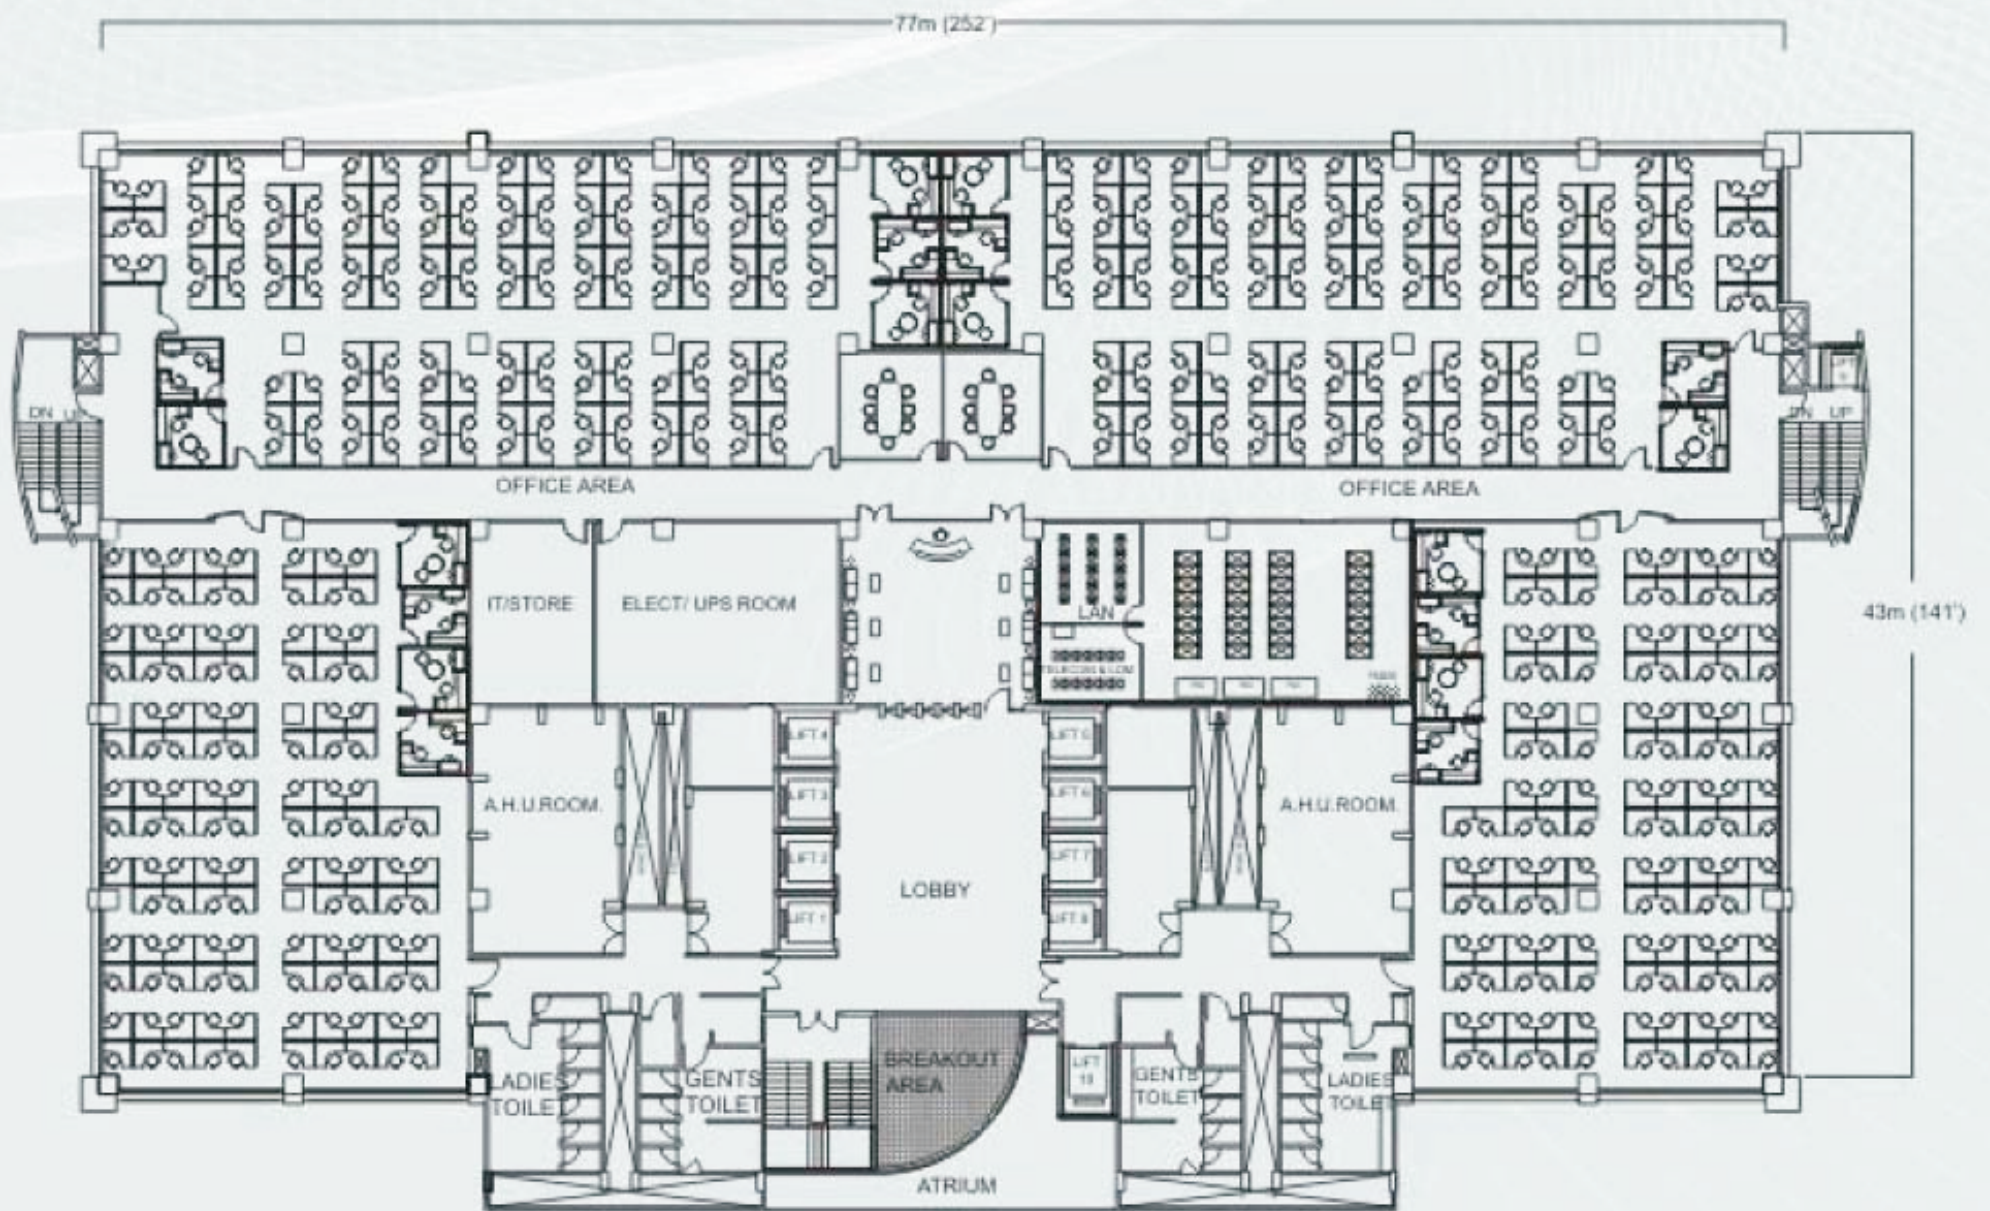 77m (252')
DN UP
LIFT
DN UP
OFFICE AREA
OFFICE AREA
IT/STORE
ELECT/ UPS ROOM
LAN
43m (141')
LIFT 4
LIFT 5
LIFT 3
LIFT 6
A.H.U.ROOM.
A.H.U.ROOM.
LIFT 2
LIFT 7
LOBBY
LIFT 1
LIFT 8
BREAKOUT
AREA
LIFT
10
LADIES
TOILET
GENTS
TOILET
GENTS
TOILET
LADIES
TOILET
ATRIUM